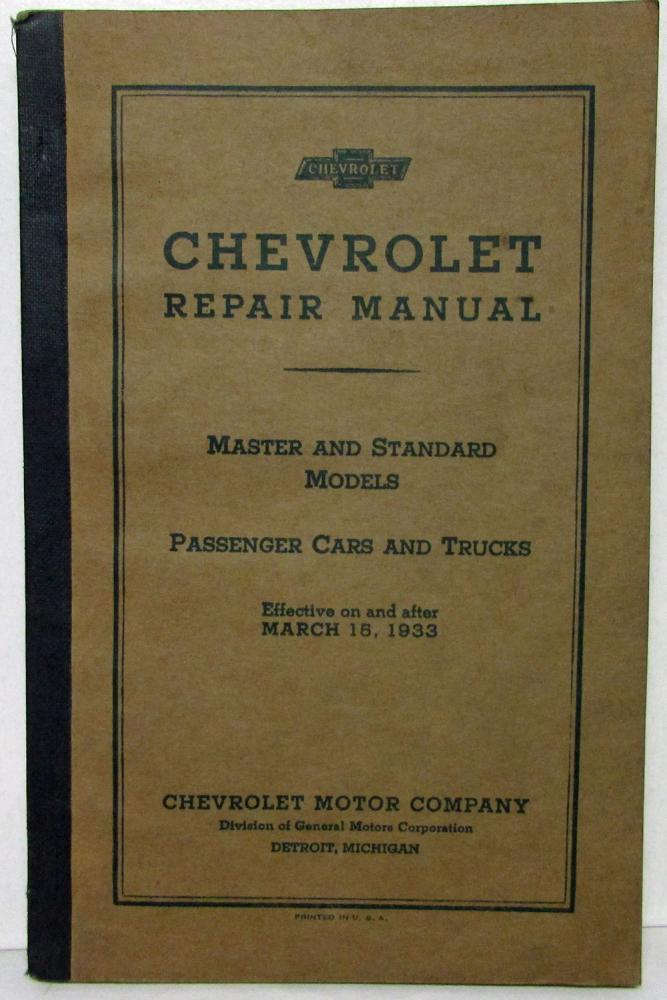 CHEVROLET
CHEVROLET
REPAIR MANUAL
MASTER AND STANDARD
MODELS
PASSENGER CARS AND TRUCKS
Effective on and after
MARCH 15, 1933
CHEVROLET MOTOR COMPANY
Division of General Motors Corporation
DETROIT, MICHIGAN
PRINTED IN U. S. A.